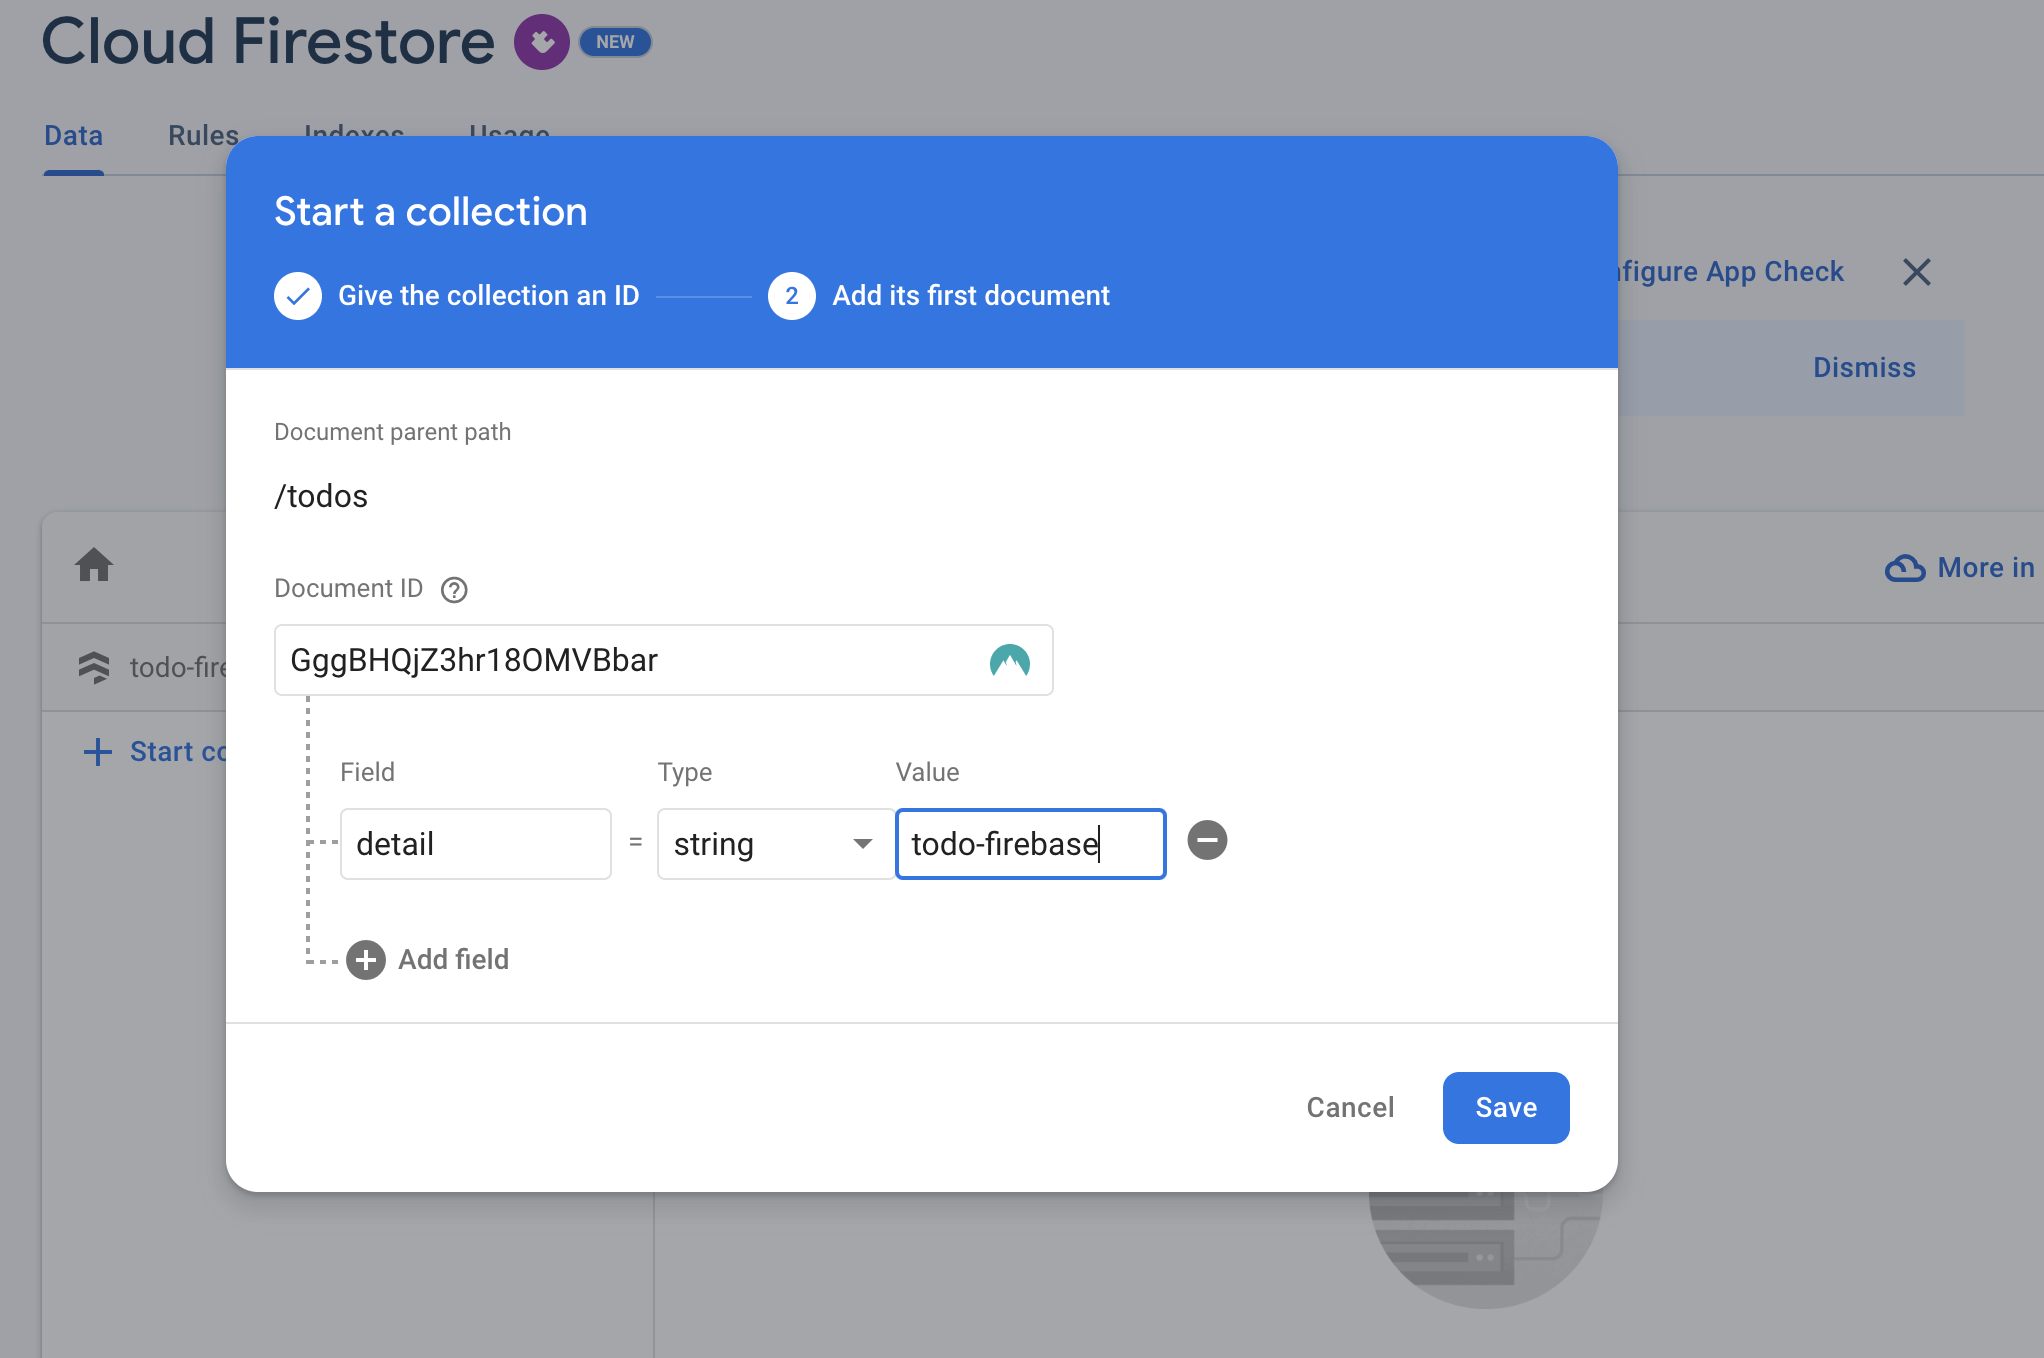 Cloud Firestore NEW
Data Rules Indexes Usage
Start a collection
Give the collection an ID 2 Add its first document
nfigure App Check
Dismiss
Document parent path
/todos
Document ID ?
More in
GggBHQjZ3hr18OMVBbar
todo-fire
Start co
Field Type Value
detail = string todo-firebase
Add field
Cancel Save